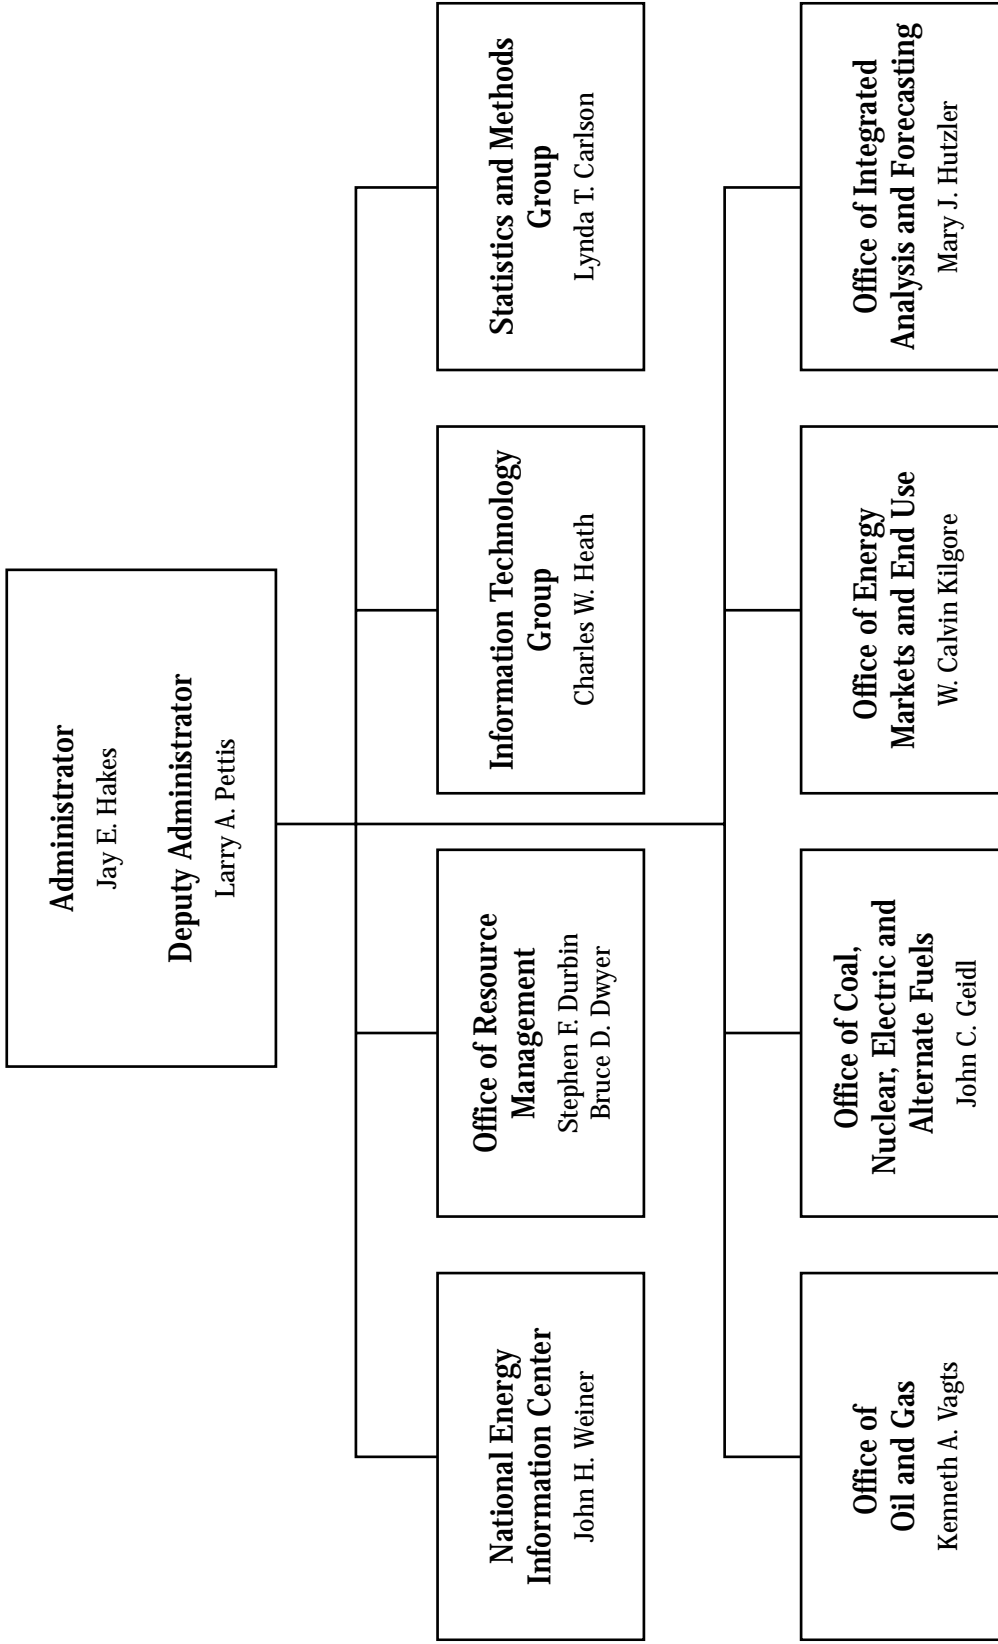 Administrator
Jay E. Hakes
Deputy Administrator
Larry A. Pettis
National Energy
Information Center
John H. Weiner
Office of Resource
Management
Stephen F. Durbin
Bruce D. Dwyer
Information Technology
Group
Charles W. Heath
Statistics and Methods
Group
Lynda T. Carlson
Office of
Oil and Gas
Kenneth A. Vagts
Office of Coal,
Nuclear, Electric and
Alternate Fuels
John C. Geidl
Office of Energy
Markets and End Use
W. Calvin Kilgore
Office of Integrated
Analysis and Forecasting
Mary J. Hutzler